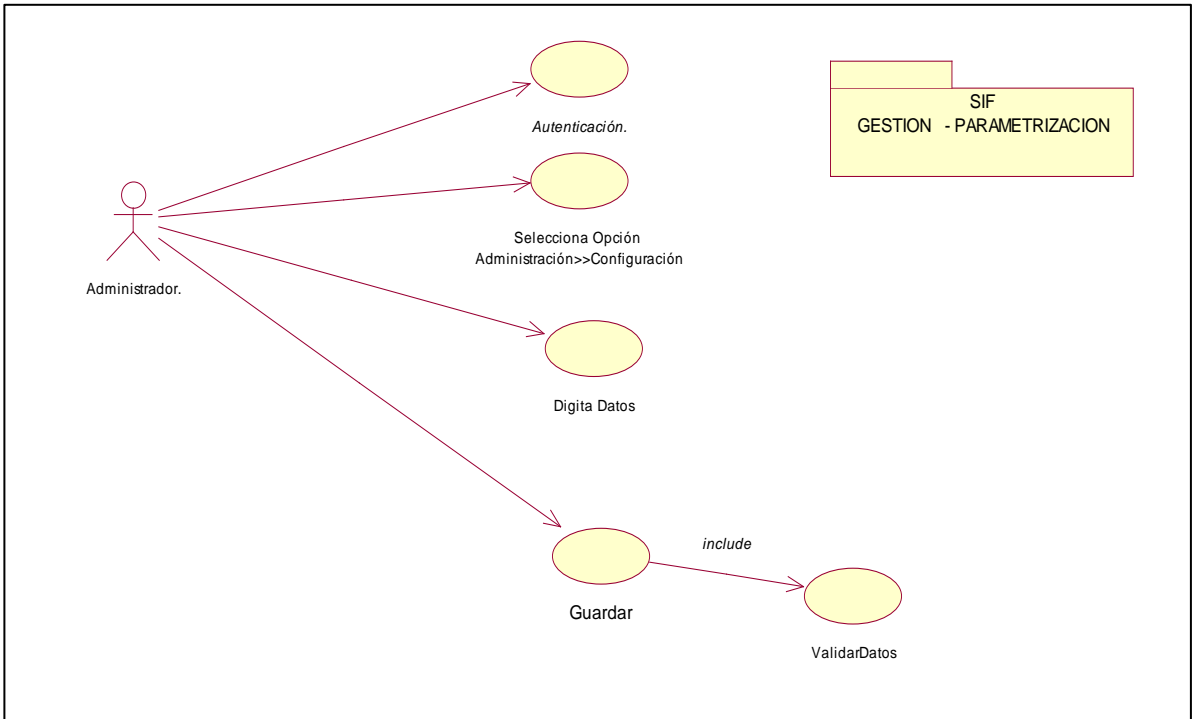 Autenticación.
SIF
GESTION - PARAMETRIZACION
Selecciona Opción
Administración>>Configuración
Administrador.
Digita Datos
include
Guardar
ValidarDatos